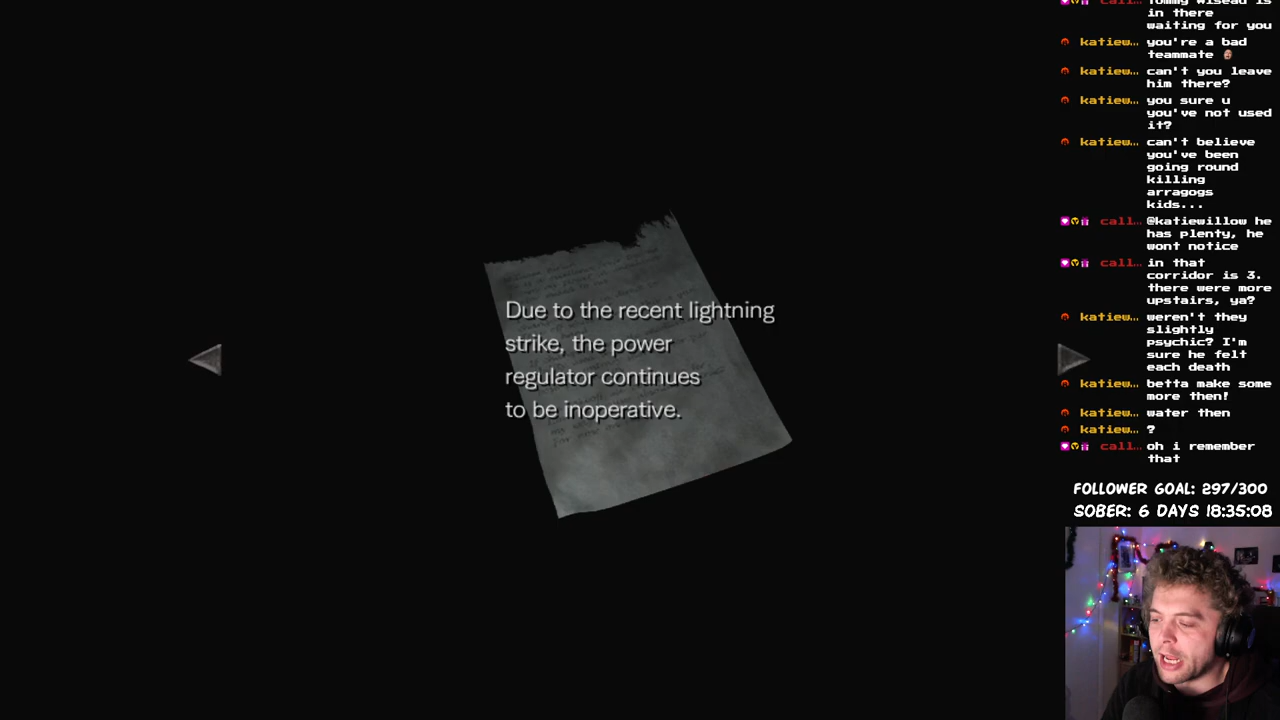 Due to the recent lightning
strike, the power
regulator continues
to be inoperative.
in there
waiting for you
katiew... you're a bad
teammate
katiew... can't you leave
him there?
katiew... you sure u
you've not used
it?
katiew... can't believe
you've been
going round
killing
arragogs
kids...
call... @katiewillow he
has plenty, he
wont notice
call... in that
corridor is 3.
there were more
upstairs, ya?
katiew... weren't they
slightly
psychic? I'm
sure he felt
each death
katiew... betta make some
more then!
katiew... water then
katiew... ?
call... oh i remember
that
FOLLOWER GOAL: 297/300
SOBER: 6 DAYS 18:35:08